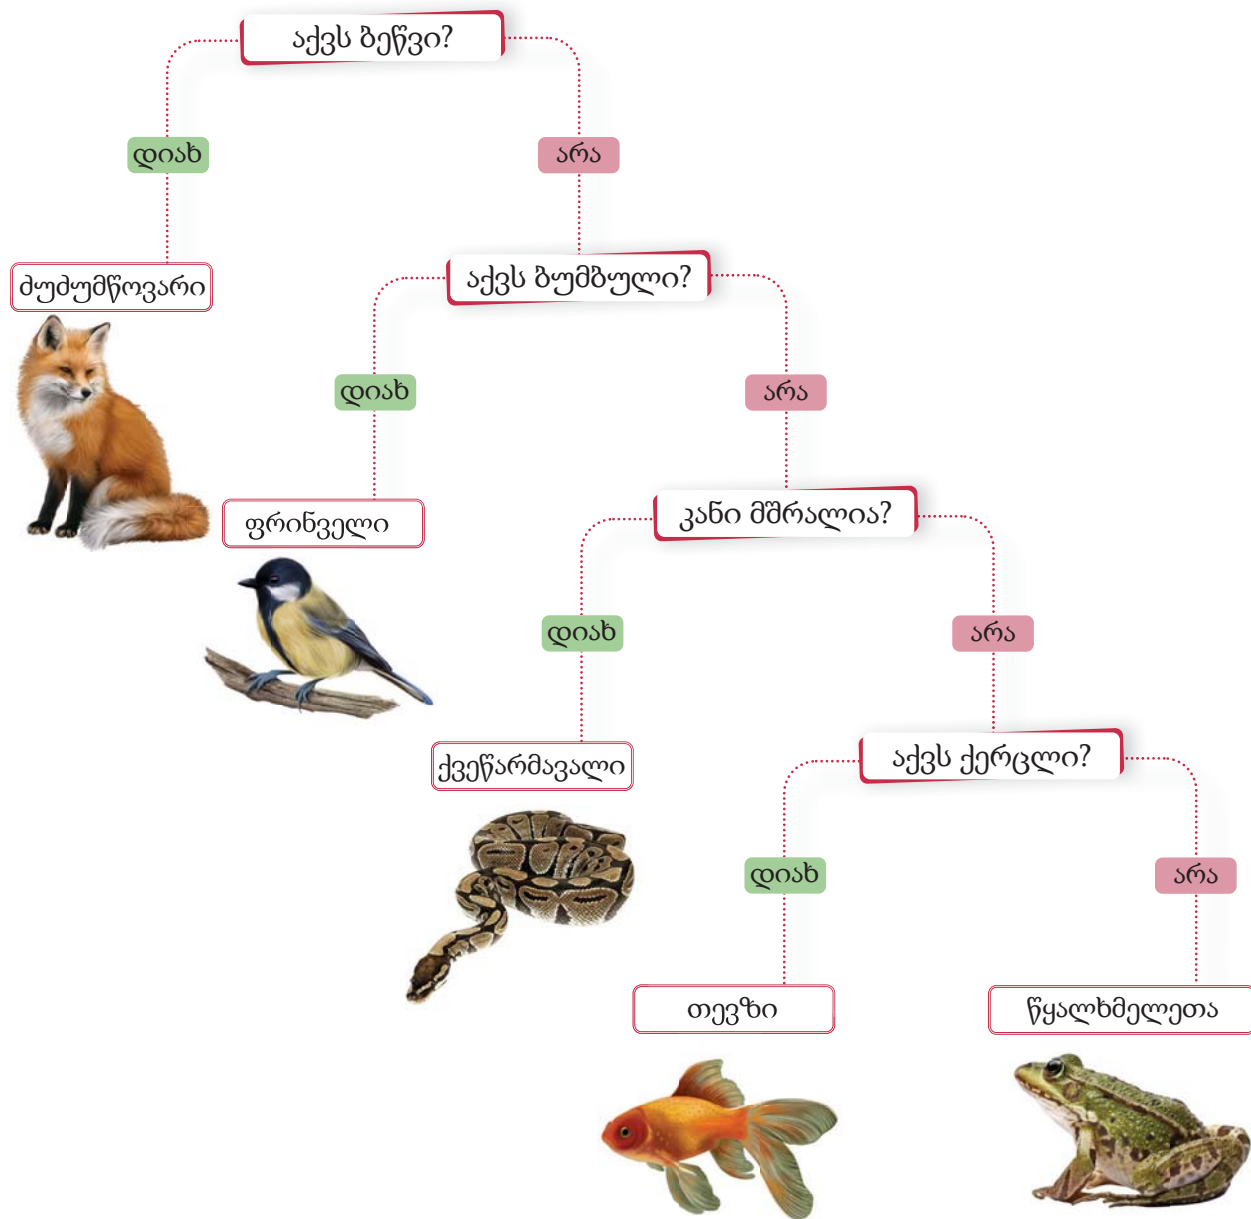 აქვს ბეწვი?
დიახ
არა
ძუძუმწოვარი
აქვს ბუმბული?
დიახ
არა
ფრინველი
კანი მშრალია?
დიახ
არა
ქვეწარმავალი
აქვს ქერცლი?
დიახ
არა
თევზი
წყალხმელეთა